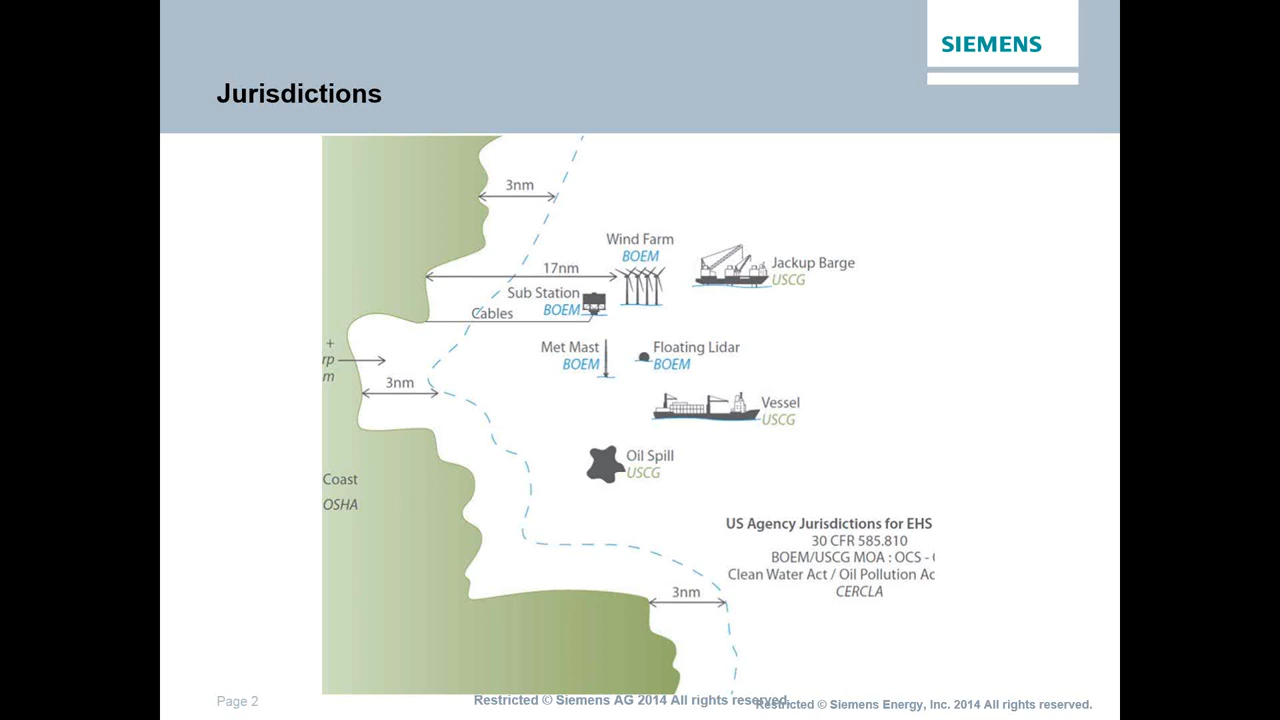 SIEMENS
Jurisdictions
3nm
Wind Farm
BOEM
17nm
Jackup Barge
USCG
Sub Station
BOEM
Cables
+
rp
m
Met Mast
BOEM
Floating Lidar
BOEM
3nm
Vessel
USCG
Oil Spill
USCG
Coast
OSHA
US Agency Jurisdictions for EHS
30 CFR 585.810
BOEM/USCG MOA : OCS -
Clean Water Act / Oil Pollution Ac
CERCLA
3nm
Page 2
Restricted © Siemens AG 2014 All rights reserved.
Restricted © Siemens Energy, Inc. 2014 All rights reserved.